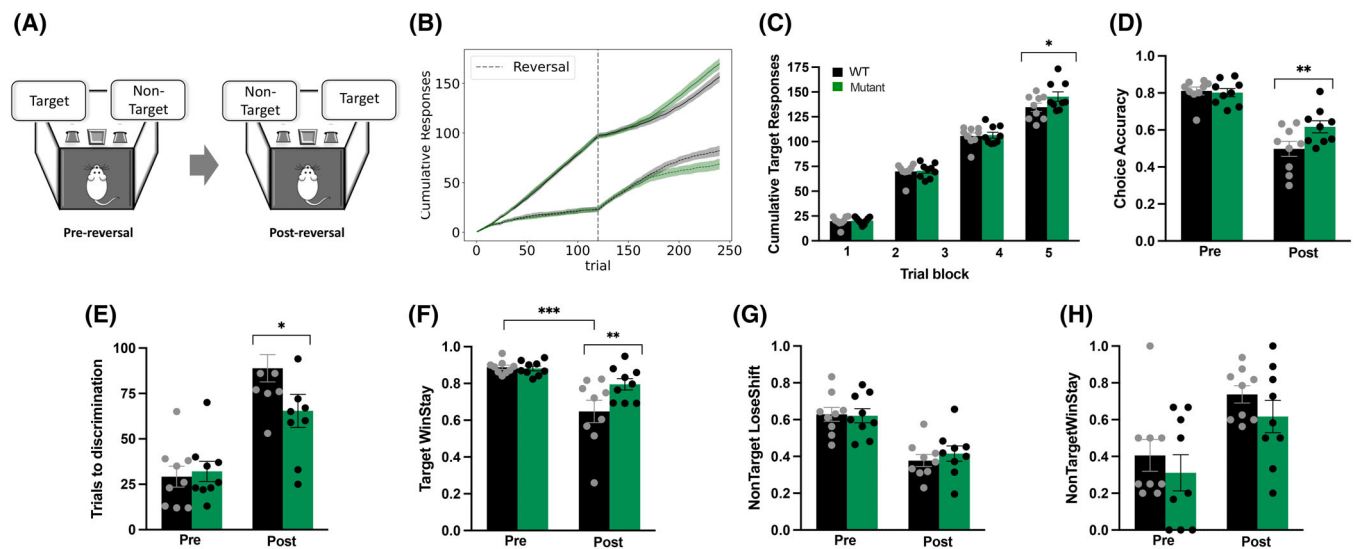 (A)
Target
Non-
Target
Non-
Target
Target
Pre-reversal
Post-reversal
(B)
Cumulative Responses
150
100
50
0
Reversal
0
50
100
150
200
250
trial
(C)
Cumulative Target Responses
175
150
125
100
75
50
25
0
WT
Mutant
*
1
2
3
4
5
Trial block
(D)
Choice Accuracy
1.0
0.8
0.6
0.4
0.2
0.0
**
Pre
Post
(E)
Trials to discrimination
100
75
50
25
0
*
Pre
Post
(F)
Target WinStay
1.0
0.8
0.6
0.4
0.2
0.0
***
**
Pre
Post
(G)
NonTarget LoseShift
1.0
0.8
0.6
0.4
0.2
0.0
Pre
Post
(H)
NonTargetWinStay
1.0
0.8
0.6
0.4
0.2
0.0
Pre
Post